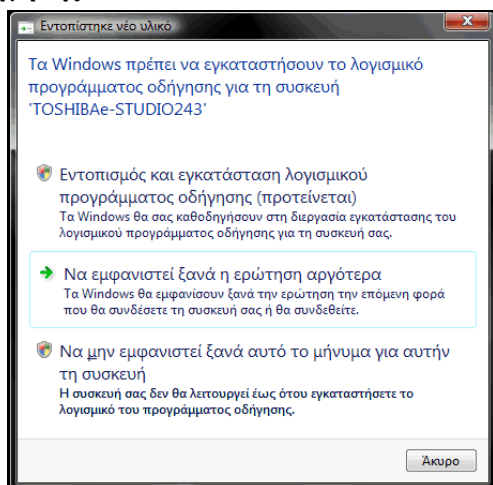 Εντοπίστηκε νέο υλικό
Τα Windows πρέπει να εγκαταστήσουν το λογισμικό
προγράμματος οδήγησης για τη συσκευή
'TOSHIBAe-STUDIO243'
Εντοπισμός και εγκατάσταση λογισμικού
προγράμματος οδήγησης (προτείνεται)
Τα Windows θα σας καθοδηγήσουν στη διεργασία εγκατάστασης του
λογισμικού προγράμματος οδήγησης για τη συσκευή σας.
Να εμφανιστεί ξανά η ερώτηση αργότερα
Τα Windows θα εμφανίσουν ξανά την ερώτηση την επόμενη φορά
που θα συνδέσετε τη συσκευή σας ή θα συνδεθείτε.
Να μην εμφανιστεί ξανά αυτό το μήνυμα για αυτήν
τη συσκευή
Η συσκευή σας δεν θα λειτουργεί έως ότου εγκαταστήσετε το
λογισμικό του προγράμματος οδήγησης.
Άκυρο